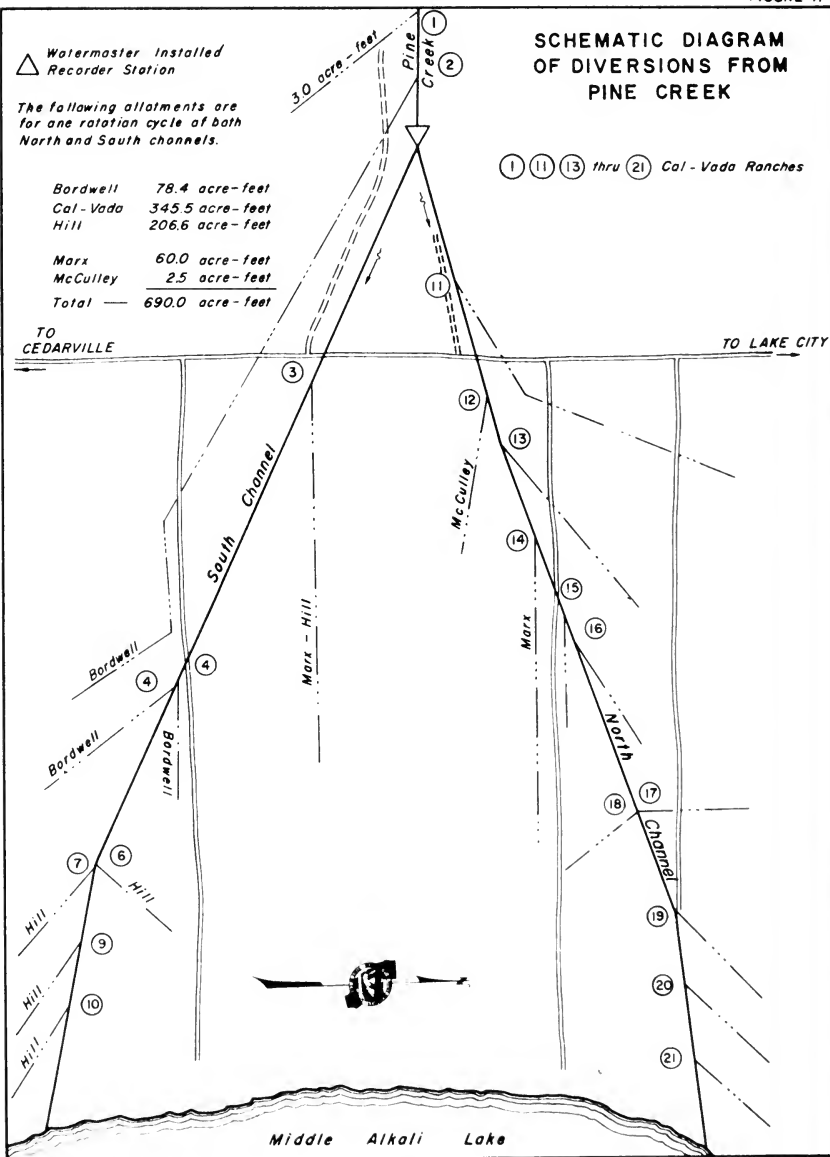 SCHEMATIC DIAGRAM
OF DIVERSIONS FROM
PINE CREEK
① ⑪ ⑬ thru ㉑ Cal-Vada Ranches
Watermaster Installed
Recorder Station
The following allotments are
for one rotation cycle of both
North and South channels.
Bordwell 78.4 acre-feet
Cal-Vada 345.5 acre-feet
Hill 206.6 acre-feet
Marx 60.0 acre-feet
McCulley 2.5 acre-feet
Total — 690.0 acre-feet
3.0 acre-feet
Pine
Creek
1
2
11
TO
CEDARVILLE
TO LAKE CITY
3
12
13
McCulley
South Channel
14
15
16
Marx - Hill
Marx
Bordwell
4
4
Bordwell
Bordwell
North
Channel
18
17
7
6
Hill
Hill
19
9
Hill
20
10
Hill
21
Middle Alkali Lake